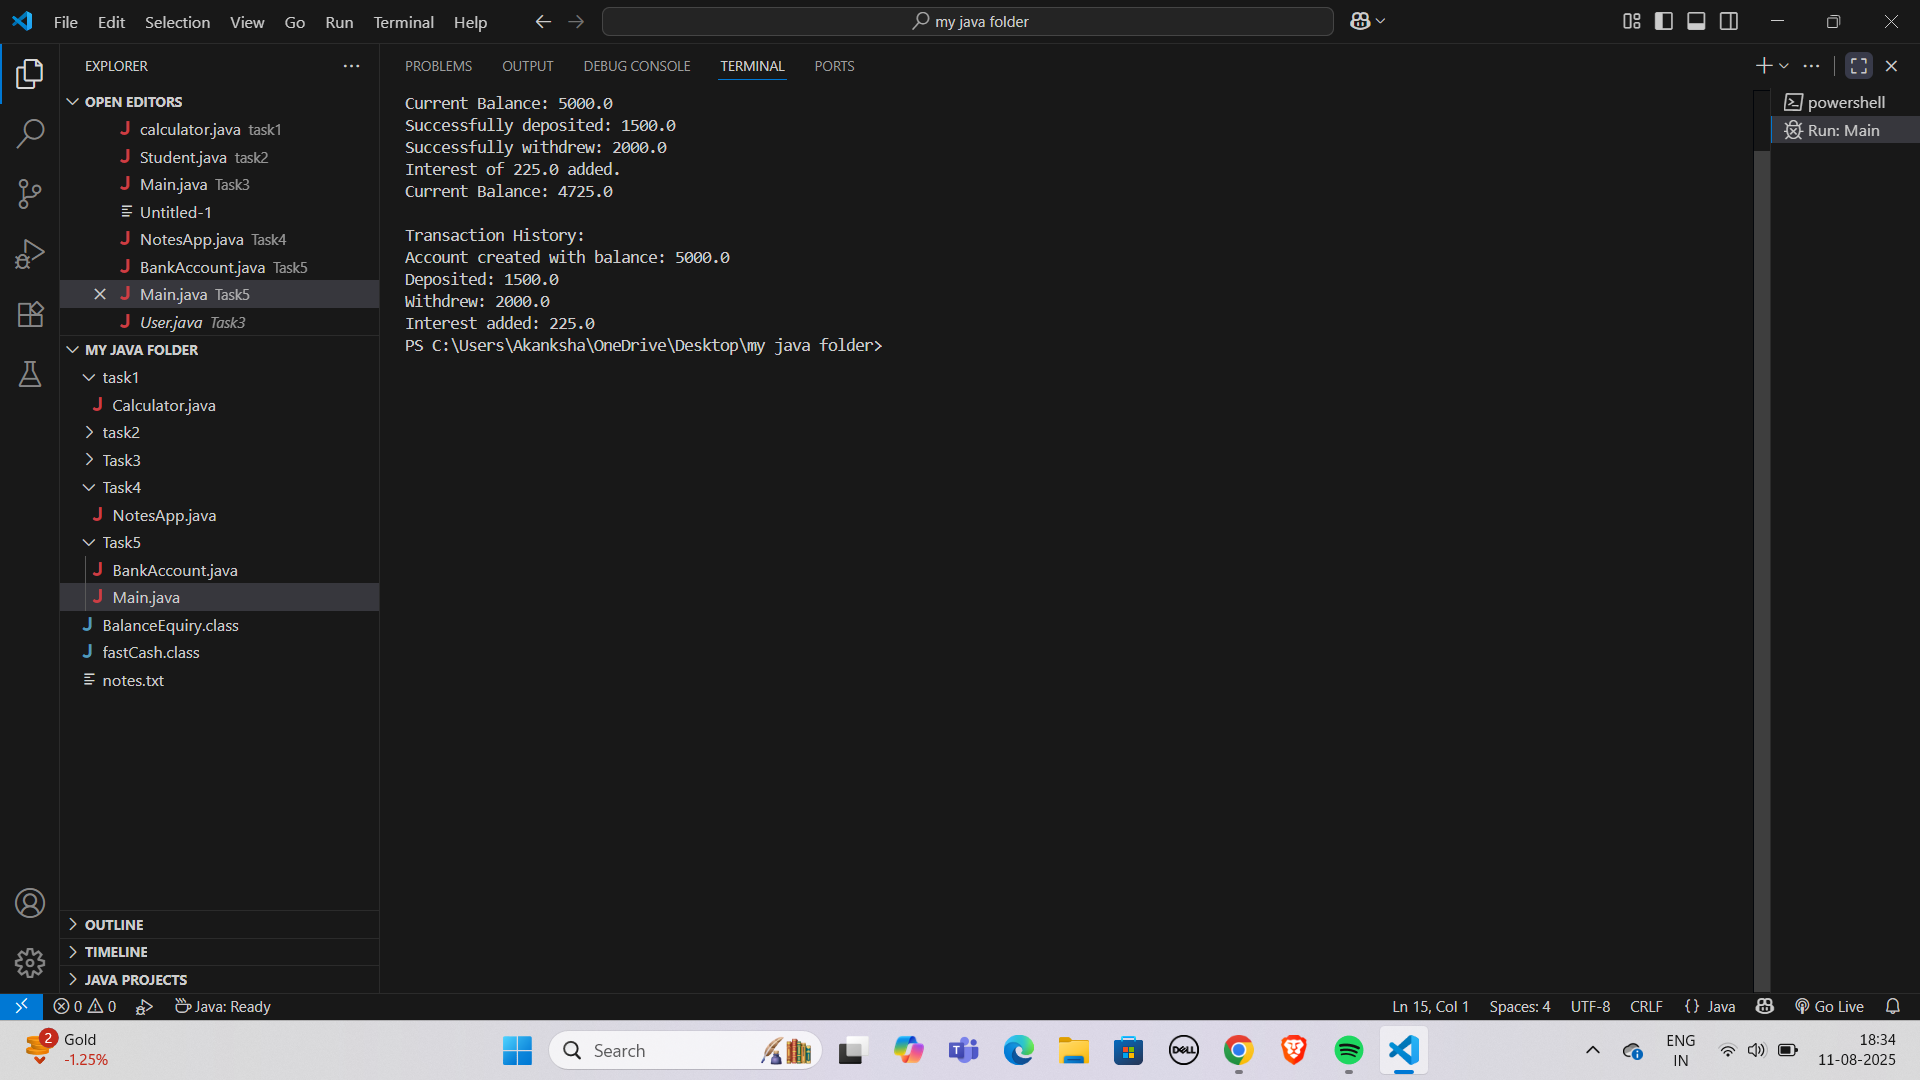 File Edit Selection View Go Run Terminal Help
my java folder
EXPLORER
OPEN EDITORS
J calculator.java task1
J Student.java task2
J Main.java Task3
Untitled-1
J NotesApp.java Task4
J BankAccount.java Task5
J Main.java Task5
J User.java Task3
MY JAVA FOLDER
task1
J Calculator.java
task2
Task3
Task4
J NotesApp.java
Task5
J BankAccount.java
J Main.java
J BalanceEquiry.class
J fastCash.class
notes.txt
OUTLINE
TIMELINE
JAVA PROJECTS
PROBLEMS OUTPUT DEBUG CONSOLE TERMINAL PORTS
Current Balance: 5000.0
Successfully deposited: 1500.0
Successfully withdrew: 2000.0
Interest of 225.0 added.
Current Balance: 4725.0
Transaction History:
Account created with balance: 5000.0
Deposited: 1500.0
Withdrew: 2000.0
Interest added: 225.0
PS C:\Users\Akanksha\OneDrive\Desktop\my java folder>
powershell
Run: Main
0 0 Java: Ready
Ln 15, Col 1 Spaces: 4 UTF-8 CRLF {} Java Go Live
2
Gold
-1.25%
Search
DELL
ENG
IN
18:34
11-08-2025